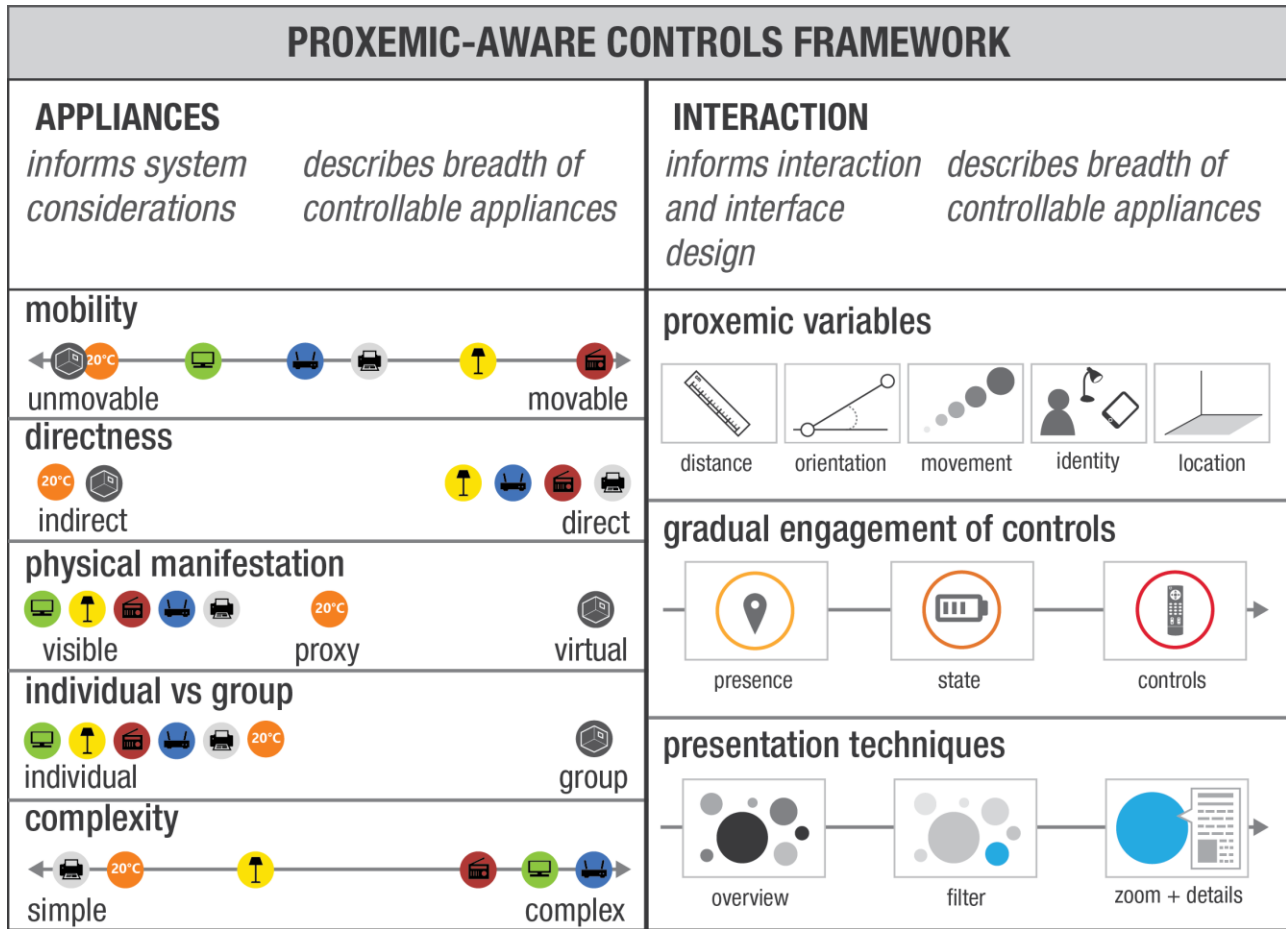 PROXEMIC-AWARE CONTROLS FRAMEWORK
APPLIANCES
informs system
considerations
describes breadth of
controllable appliances
INTERACTION
informs interaction
and interface
design
describes breadth of
controllable appliances
mobility
20°C
unmovable
movable
directness
20°C
indirect
direct
physical manifestation
20°C
visible
proxy
virtual
individual vs group
20°C
individual
group
complexity
20°C
simple
complex
proxemic variables
distance
orientation
movement
identity
location
gradual engagement of controls
presence
state
controls
presentation techniques
overview
filter
zoom + details